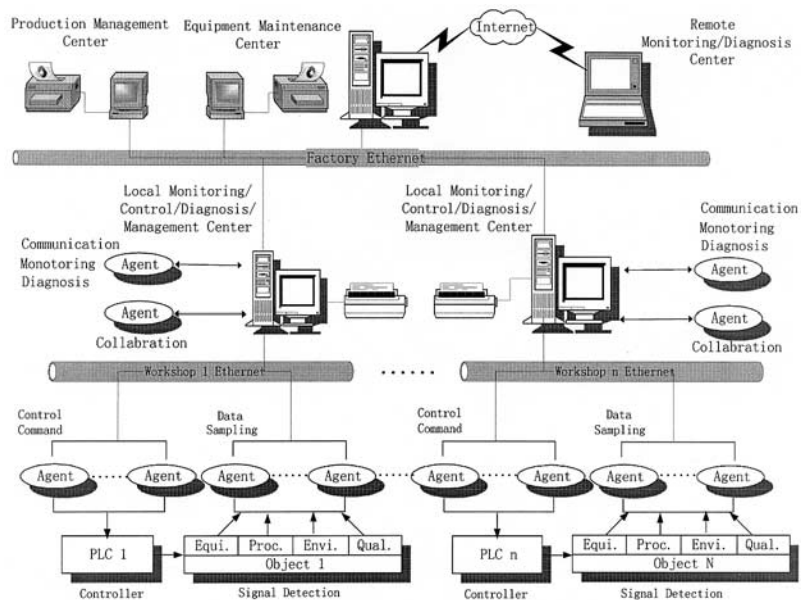 Production Management
Center
Equipment Maintenance
Center
Internet
Remote
Monitoring/Diagnosis
Center
Factory Ethernet
Local Monitoring/
Control/Diagnosis/
Management Center
Local Monitoring/
Control/Diagnosis/
Management Center
Communication
Monotoring
Diagnosis
Agent
Agent
Collabration
Communication
Monotoring
Diagnosis
Agent
Agent
Collabration
Workshop 1 Ethernet
......
Workshop n Ethernet
Control
Command
Data
Sampling
Control
Command
Data
Sampling
Agent
Agent
Agent
Agent
Agent
Agent
Agent
Agent
PLC 1
Equi.
Proc.
Envi.
Qual.
Object 1
PLC n
Equi.
Proc.
Envi.
Qual.
Object N
Controller
Signal Detection
Controller
Signal Detection